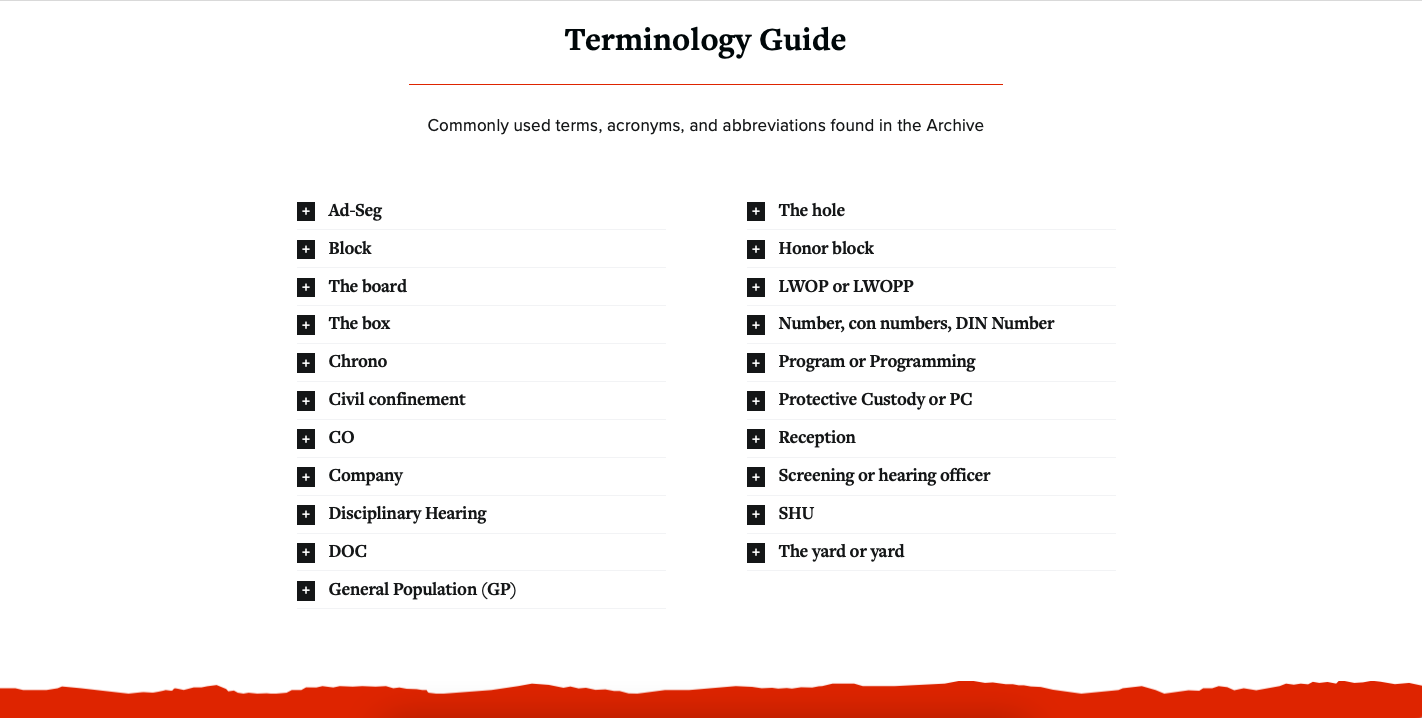 Terminology Guide
Commonly used terms, acronyms, and abbreviations found in the Archive
Ad-Seg
Block
The board
The box
Chrono
Civil confinement
CO
Company
Disciplinary Hearing
DOC
General Population (GP)
The hole
Honor block
LWOP or LWOPP
Number, con numbers, DIN Number
Program or Programming
Protective Custody or PC
Reception
Screening or hearing officer
SHU
The yard or yard